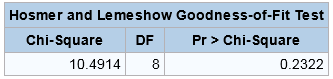 Hosmer and Lemeshow Goodness-of-Fit Test
Chi-Square DF Pr > Chi-Square
10.4914 8 0.2322